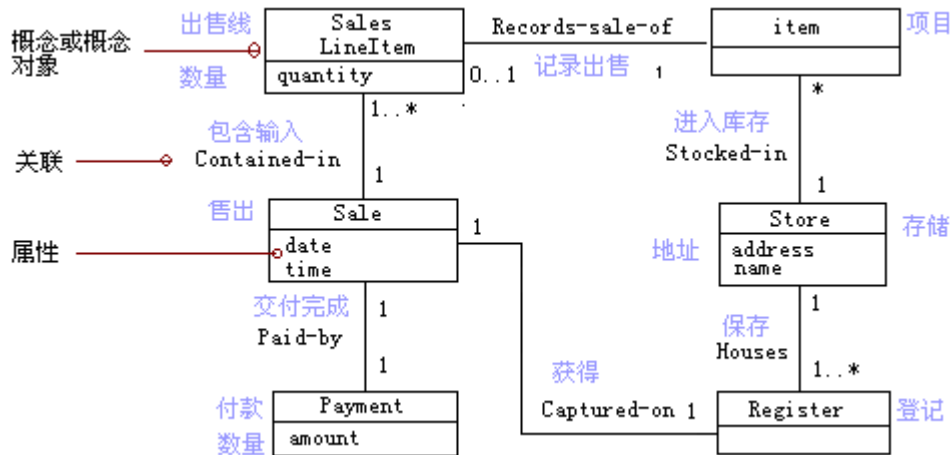 出售线
Sales
LineItem
Records-sale-of
item
项目
概念或概念
对象
数量
quantity
0..1
记录出售
1
1..*
*
包含输入
进入库存
关联
Contained-in
Stocked-in
1
1
售出
Sale
1
Store
存储
属性
date
time
地址
address
name
交付完成
1
1
Paid-by
保存
Houses
1
获得
1..*
付款
Payment
Captured-on 1
Register
登记
数量
amount